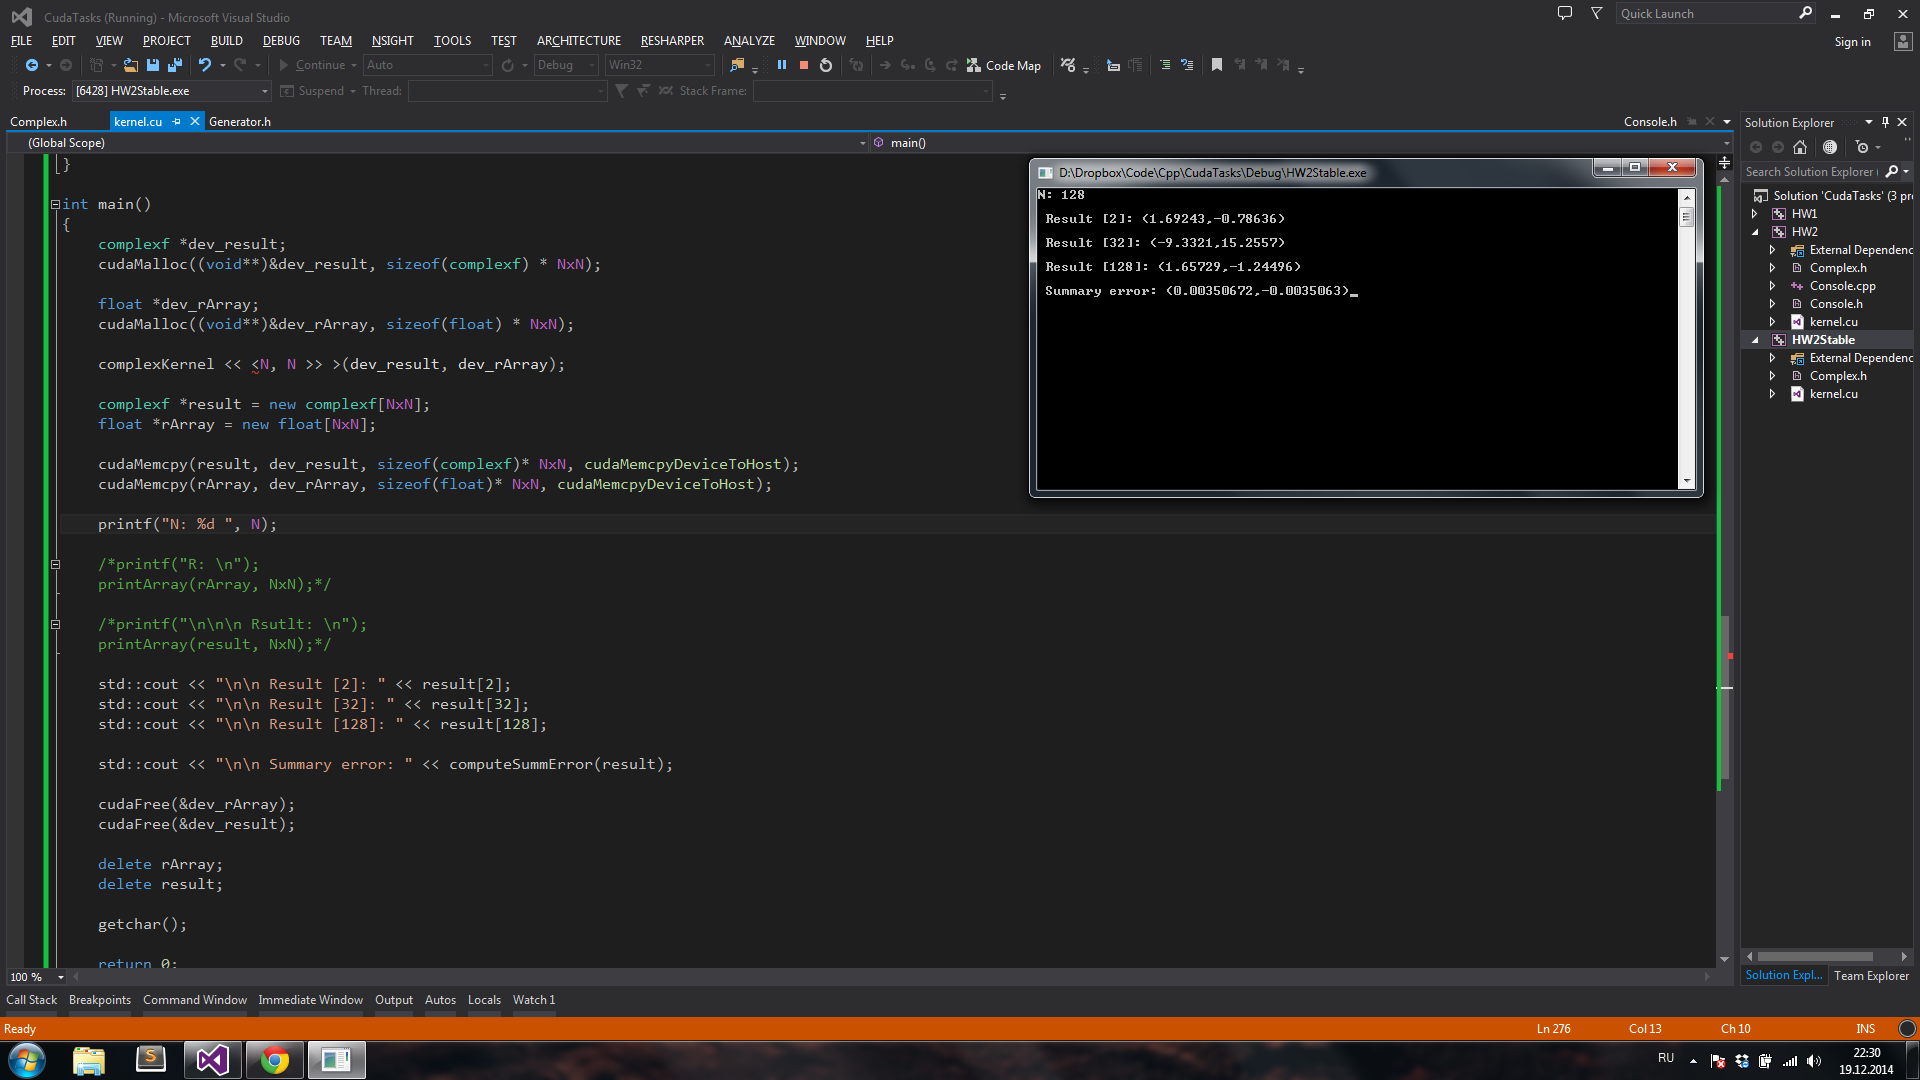 CudaTasks (Running) - Microsoft Visual Studio
Quick Launch
FILE EDIT VIEW PROJECT BUILD DEBUG TEAM NSIGHT TOOLS TEST ARCHITECTURE RESHARPER ANALYZE WINDOW HELP
Sign in
Continue Auto Debug Win32 Code Map
Process: [6428] HW2Stable.exe Suspend Thread: Stack Frame:
Complex.h kernel.cu Generator.h Console.h
(Global Scope) main()
}
int main()
{
complexf *dev_result;
cudaMalloc((void**)&dev_result, sizeof(complexf) * NxN);
float *dev_rArray;
cudaMalloc((void**)&dev_rArray, sizeof(float) * NxN);
complexKernel << <N, N >> >(dev_result, dev_rArray);
complexf *result = new complexf[NxN];
float *rArray = new float[NxN];
cudaMemcpy(result, dev_result, sizeof(complexf)* NxN, cudaMemcpyDeviceToHost);
cudaMemcpy(rArray, dev_rArray, sizeof(float)* NxN, cudaMemcpyDeviceToHost);
printf("N: %d ", N);
/*printf("R: \n");
printArray(rArray, NxN);*/
/*printf("\n\n\n Rsutlt: \n");
printArray(result, NxN);*/
std::cout << "\n\n Result [2]: " << result[2];
std::cout << "\n\n Result [32]: " << result[32];
std::cout << "\n\n Result [128]: " << result[128];
std::cout << "\n\n Summary error: " << computeSummError(result);
cudaFree(&dev_rArray);
cudaFree(&dev_result);
delete rArray;
delete result;
getchar();
return 0;
D:\Dropbox\Code\Cpp\CudaTasks\Debug\HW2Stable.exe
N: 128
Result [2]: (1.69243,-0.78636)
Result [32]: (-9.3321,15.2557)
Result [128]: (1.65729,-1.24496)
Summary error: (0.00350672,-0.0035063)_
Solution Explorer
Search Solution Explorer (
Solution 'CudaTasks' (3 pr
HW1
HW2
External Dependenc
Complex.h
Console.cpp
Console.h
kernel.cu
HW2Stable
External Dependenc
Complex.h
kernel.cu
Solution Expl... Team Explorer
100 %
Call Stack Breakpoints Command Window Immediate Window Output Autos Locals Watch 1
Ready Ln 276 Col 13 Ch 10 INS
RU
22:30
19.12.2014